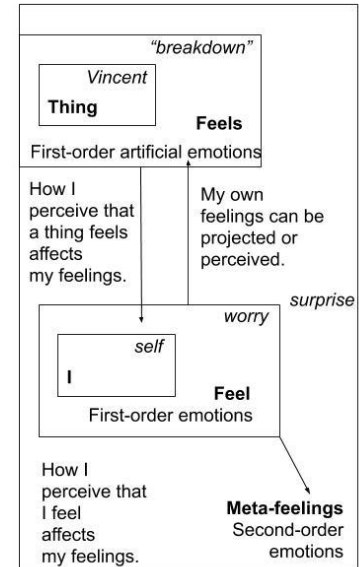 "breakdown"
Vincent
Thing
Feels
First-order artificial emotions
How I
perceive that
a thing feels
affects
my feelings.
My own
feelings can be
projected or
perceived.
surprise
worry
self
I
Feel
First-order emotions
How I
perceive that
I feel
affects
my feelings.
Meta-feelings
Second-order
emotions